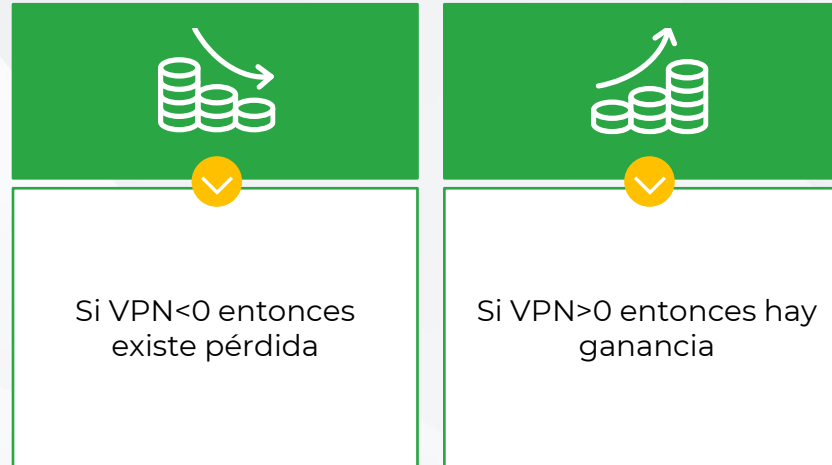 Si VPN<0 entonces
existe pérdida
Si VPN>0 entonces hay
ganancia